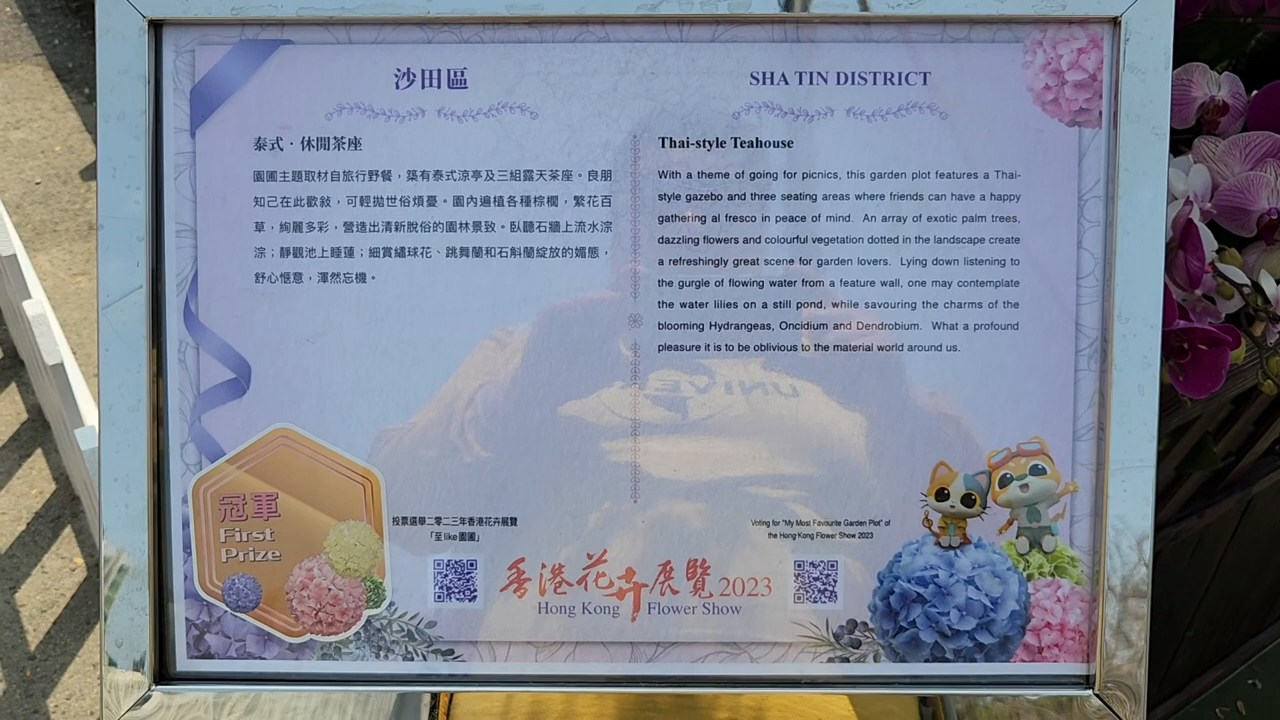 沙田區
泰式‧休閒茶座
園圃主題取材自旅行野餐，築有泰式涼亭及三組露天茶座。良朋
知己在此歡敍，可輕拋世俗煩憂。園內遍植各種棕櫚，繁花百
草，絢麗多彩，營造出清新脫俗的園林景致。臥聽石牆上流水淙
淙；靜觀池上睡蓮；細賞繡球花、跳舞蘭和石斛蘭綻放的媚態，
舒心愜意，渾然忘機。
SHA TIN DISTRICT
Thai-style Teahouse
With a theme of going for picnics, this garden plot features a Thai-
style gazebo and three seating areas where friends can have a happy
gathering al fresco in peace of mind. An array of exotic palm trees,
dazzling flowers and colourful vegetation dotted in the landscape create
a refreshingly great scene for garden lovers. Lying down listening to
the gurgle of flowing water from a feature wall, one may contemplate
the water lilies on a still pond, while savouring the charms of the
blooming Hydrangeas, Oncidium and Dendrobium. What a profound
pleasure it is to be oblivious to the material world around us.
冠軍
First
Prize
投票選舉二零二三年香港花卉展覽
「至like園圃」
Voting for "My Most Favourite Garden Plot" of
the Hong Kong Flower Show 2023
香港花卉展覽2023
Hong Kong Flower Show